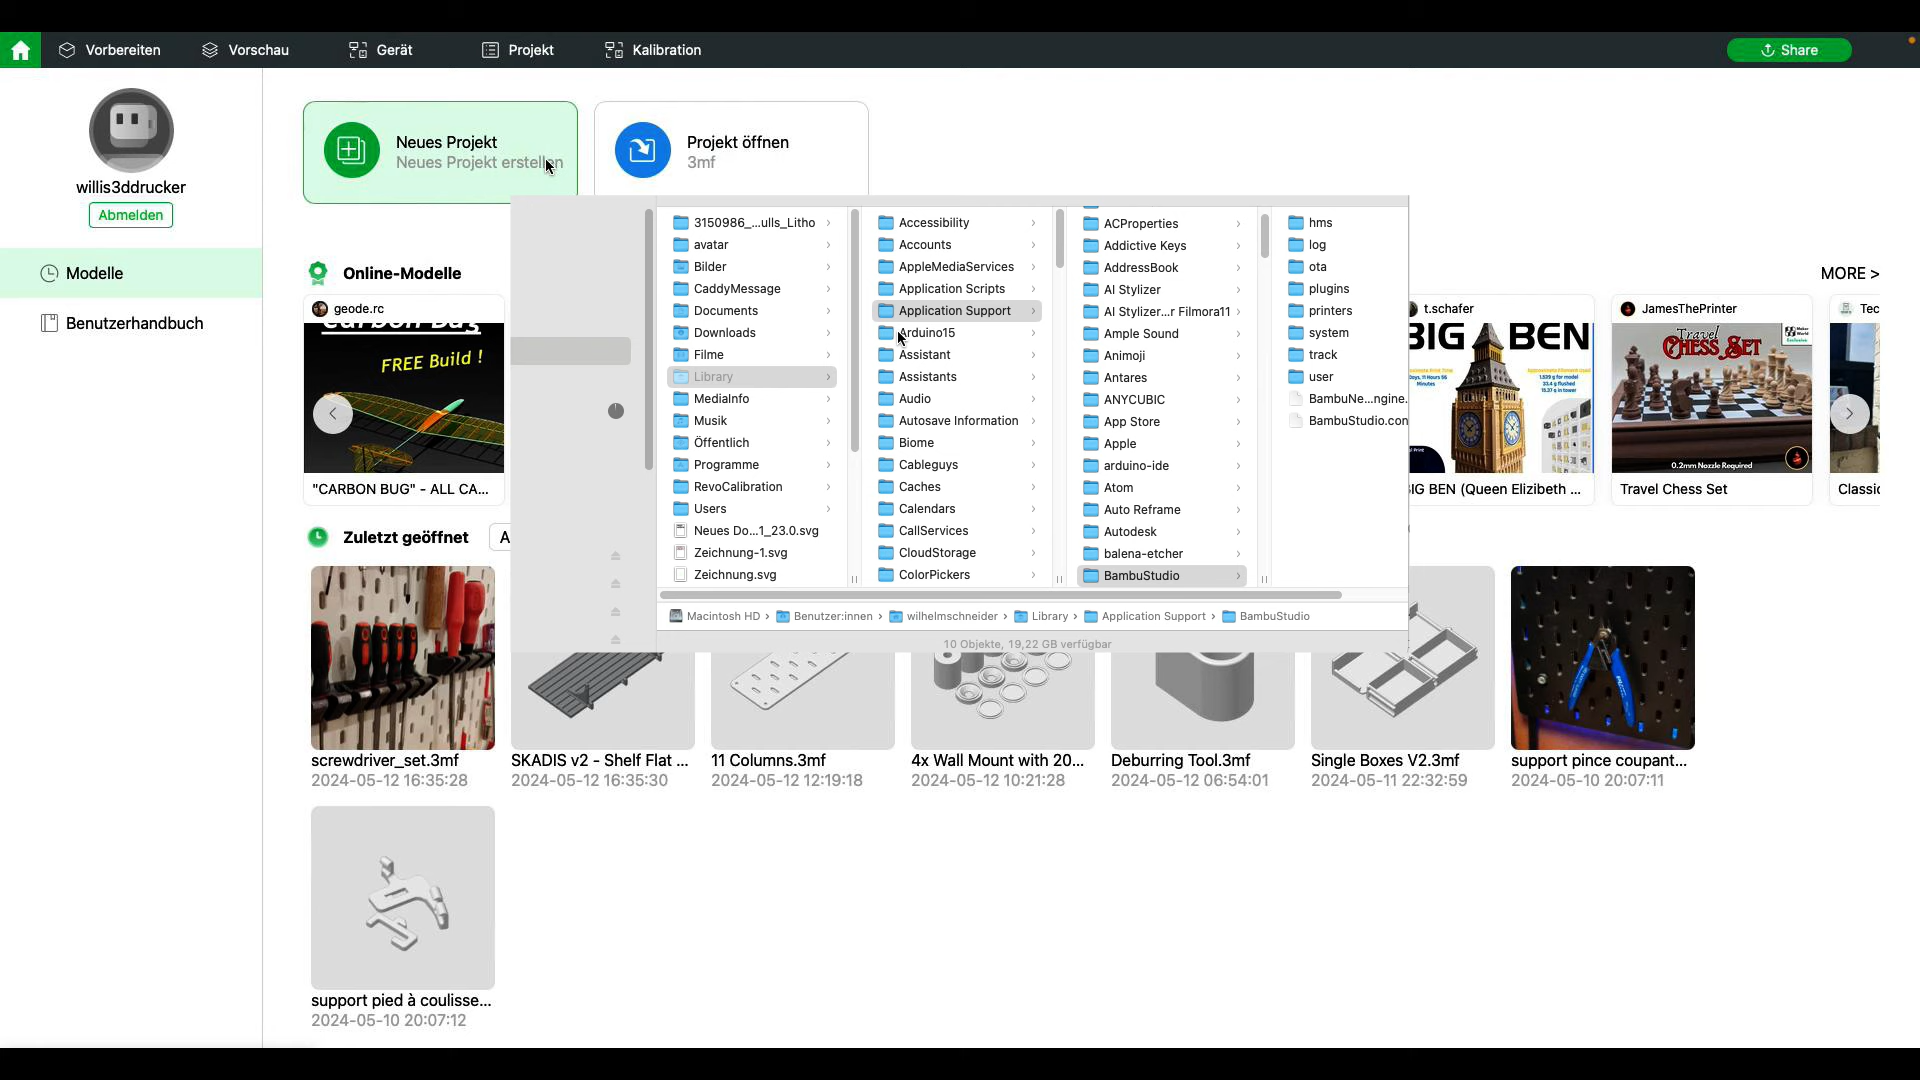 Vorbereiten
Vorschau
Gerät
Projekt
Kalibration
Share
willis3ddrucker
Abmelden
Modelle
Benutzerhandbuch
Neues Projekt
Neues Projekt erstellen
Projekt öffnen
3mf
Online-Modelle
MORE >
geode.rc
Carbon Bug
FREE Build !
"CARBON BUG" - ALL CA...
t.schafer
BIG BEN
BIG BEN (Queen Elizibeth ...
JamesThePrinter
Travel
CHESS SET
0.2mm Nozzle Required
Travel Chess Set
Tec
Classic
3150986_...ulls_Litho
avatar
Bilder
CaddyMessage
Documents
Downloads
Filme
Library
MediaInfo
Musik
Öffentlich
Programme
RevoCalibration
Users
Neues Do...1_23.0.svg
Zeichnung-1.svg
Zeichnung.svg
Accessibility
Accounts
AppleMediaServices
Application Scripts
Application Support
Arduino15
Assistant
Assistants
Audio
Autosave Information
Biome
Cableguys
Caches
Calendars
CallServices
CloudStorage
ColorPickers
ACProperties
Addictive Keys
AddressBook
AI Stylizer
AI Stylizer...r Filmora11
Ample Sound
Animoji
Antares
ANYCUBIC
App Store
Apple
arduino-ide
Atom
Auto Reframe
Autodesk
balena-etcher
BambuStudio
hms
log
ota
plugins
printers
system
track
user
BambuNe...ngine.
BambuStudio.con
Macintosh HD › Benutzer:innen › wilhelmschneider › Library › Application Support › BambuStudio
10 Objekte, 19,22 GB verfügbar
Zuletzt geöffnet
A
screwdriver_set.3mf
2024-05-12 16:35:28
SKADIS v2 - Shelf Flat ...
2024-05-12 16:35:30
11 Columns.3mf
2024-05-12 12:19:18
4x Wall Mount with 20...
2024-05-12 10:21:28
Deburring Tool.3mf
2024-05-12 06:54:01
Single Boxes V2.3mf
2024-05-11 22:32:59
support pince coupant...
2024-05-10 20:07:11
support pied à coulisse...
2024-05-10 20:07:12